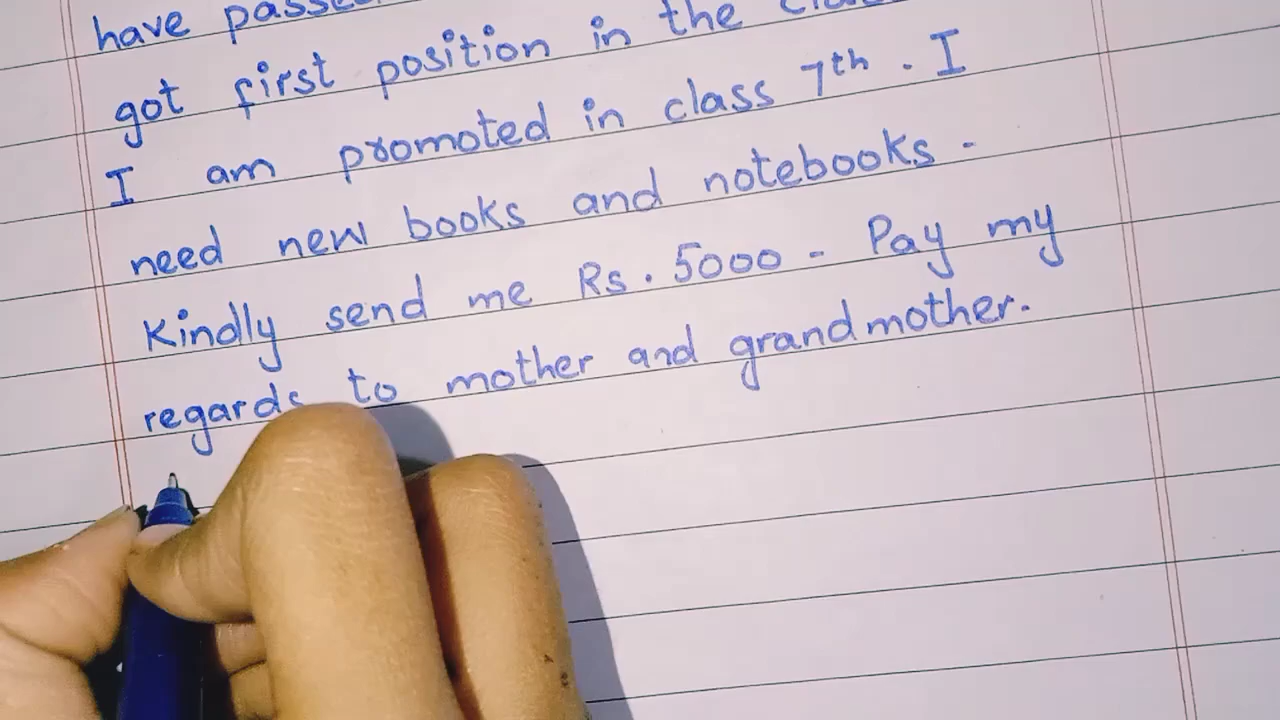 have passed
got first position in the class
I am promoted in class 7th. I
need new books and notebooks.
Kindly send me Rs. 5000. Pay my
regards to mother and grandmother.